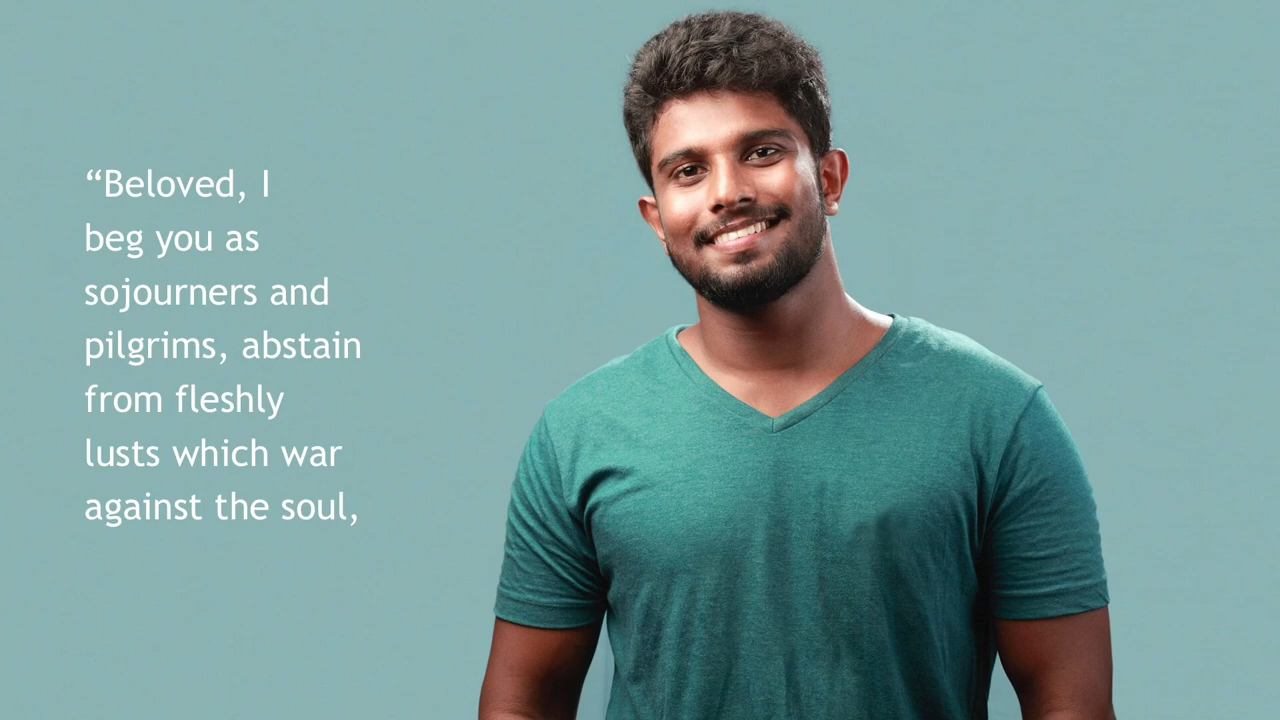 “Beloved, I
beg you as
sojourners and
pilgrims, abstain
from fleshly
lusts which war
against the soul,